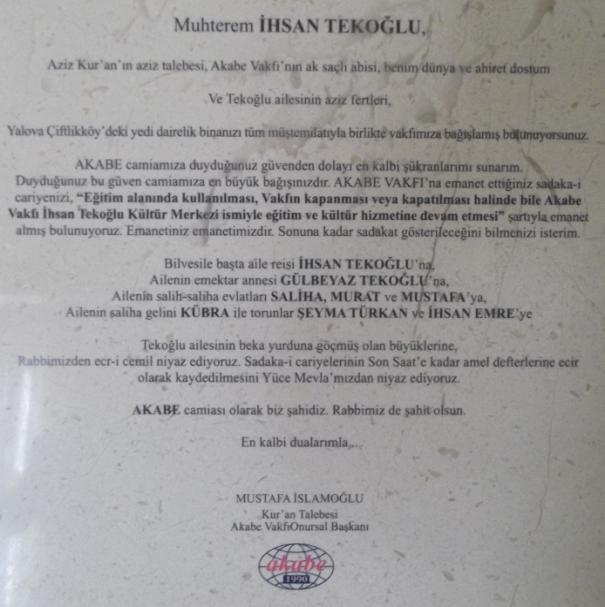 Muhterem İHSAN TEKOĞLU,
Aziz Kur'an'ın aziz talebesi, Akabe Vakfı'nın ak saçlı abisi, benim dünya ve ahiret dostum
Ve Tekoğlu ailesinin aziz fertleri,
Yalova Çiftlikköy'deki yedi dairelik binanızı tüm müştemilatıyla birlikte vakfımıza bağışlamış bulunuyorsunuz.
AKABE camiamıza duyduğunuz güvenden dolayı en kalbi şükranlarımı sunarım.
Duyduğunuz bu güven camiamıza en büyük bağışınızdır. AKABE VAKFI'na emanet ettiğiniz sadaka-i
cariyenizi, "Eğitim alanında kullanılması, Vakfın kapanması veya kapatılması halinde bile Akabe
Vakfı İhsan Tekoğlu Kültür Merkezi ismiyle eğitim ve kültür hizmetine devam etmesi" şartıyla emanet
almış bulunuyoruz. Emanetiniz emanetimizdir. Sonuna kadar sadakat gösterileceğini bilmenizi isterim.
Bilvesile başta aile reisi İHSAN TEKOĞLU'na,
Ailenin emektar annesi GÜLBEYAZ TEKOĞLU'na,
Ailenin salih-saliha evlatları SALİHA, MURAT ve MUSTAFA'ya,
Ailenin saliha gelini KÜBRA ile torunlar ŞEYMA TÜRKAN ve İHSAN EMRE'ye
Tekoğlu ailesinin beka yurduna göçmüş olan büyüklerine,
Rabbimizden ecr-i cemil niyaz ediyoruz. Sadaka-i cariyelerinin Son Saat'e kadar amel defterlerine ecir
olarak kaydedilmesini Yüce Mevla'mızdan niyaz ediyoruz.
AKABE camiası olarak biz şahidiz. Rabbimiz de şahit olsun.
En kalbi dualarımla,...
MUSTAFA İSLAMOĞLU
Kur'an Talebesi
Akabe VakfıOnursal Başkanı
akabe
1990